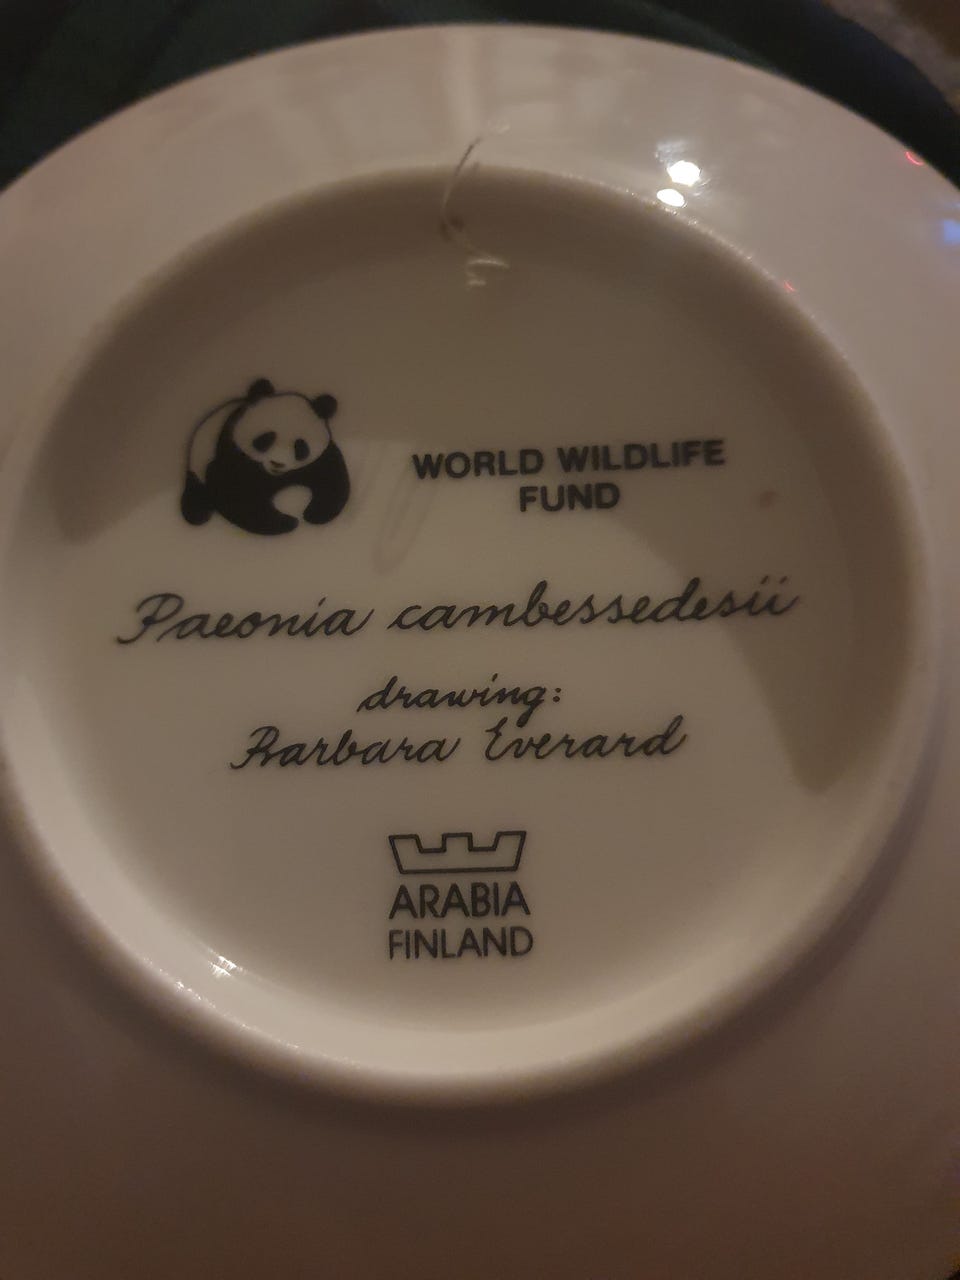 WORLD WILDLIFE
FUND
Paeonia cambessedesii
drawing:
Barbara Everard
ARABIA
FINLAND